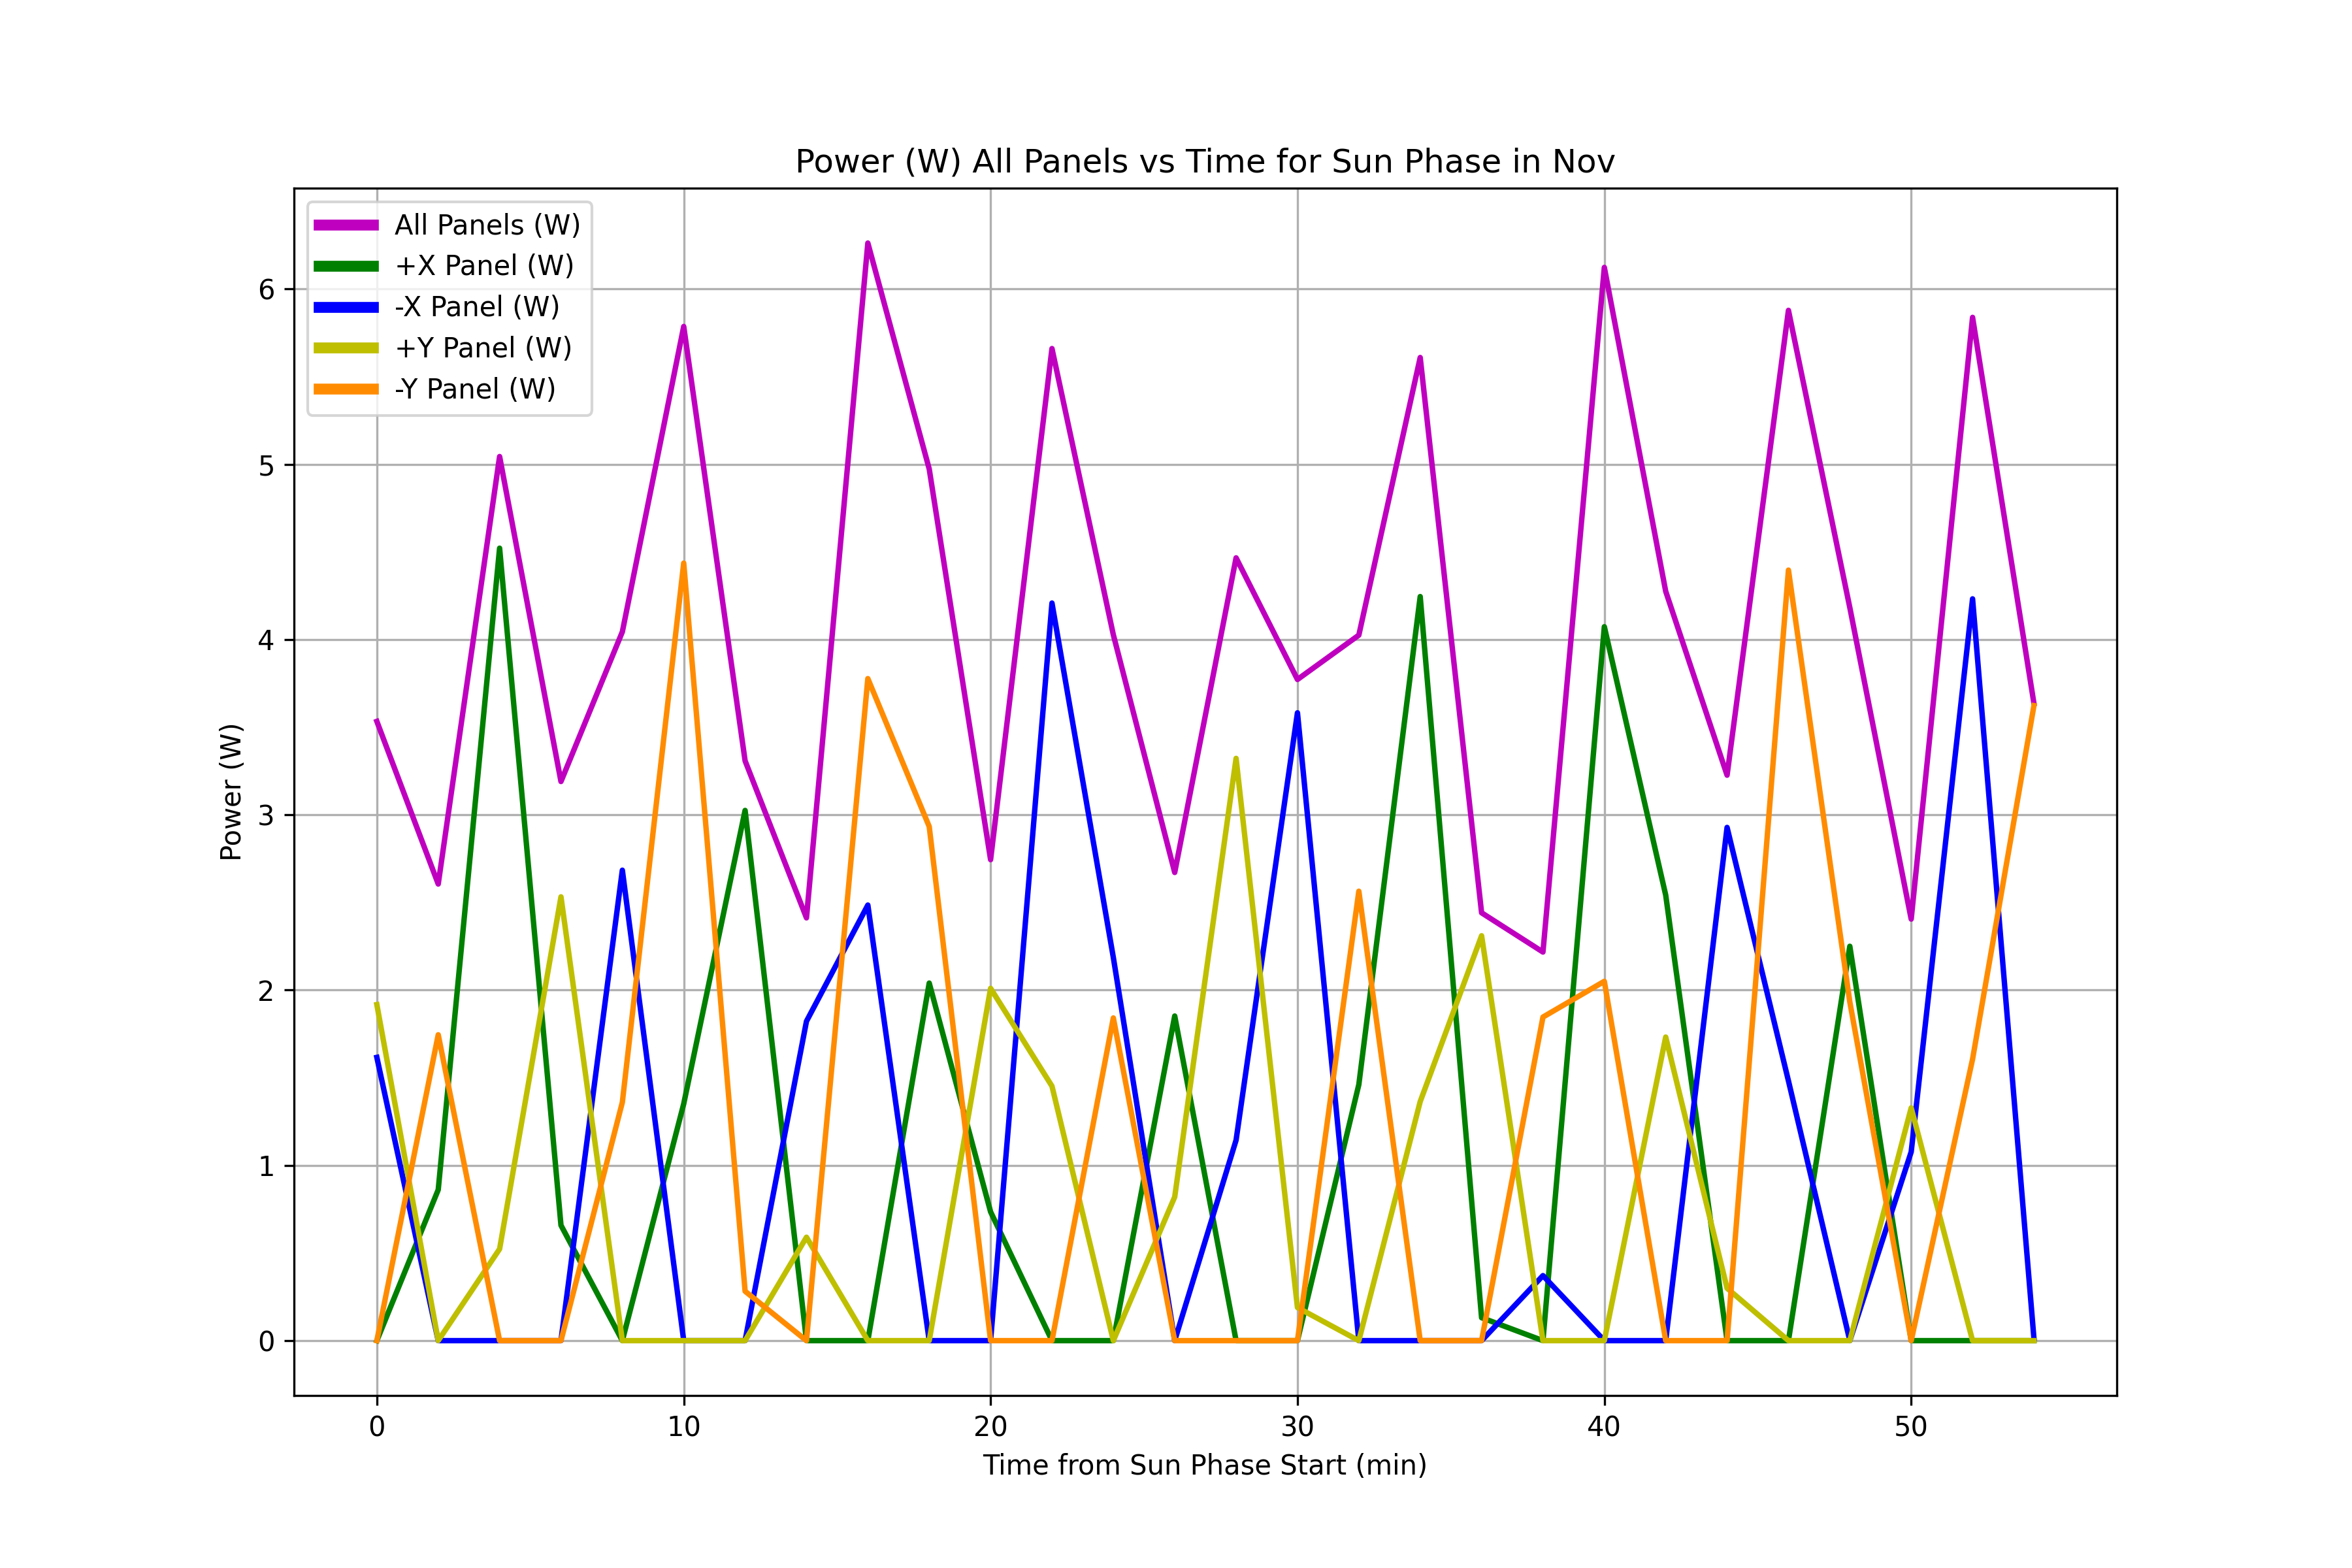 Power (W) All Panels vs Time for Sun Phase in Nov
All Panels (W)
+X Panel (W)
-X Panel (W)
+Y Panel (W)
-Y Panel (W)
6
5
4
3
2
1
0
Power (W)
0 10 20 30 40 50
Time from Sun Phase Start (min)